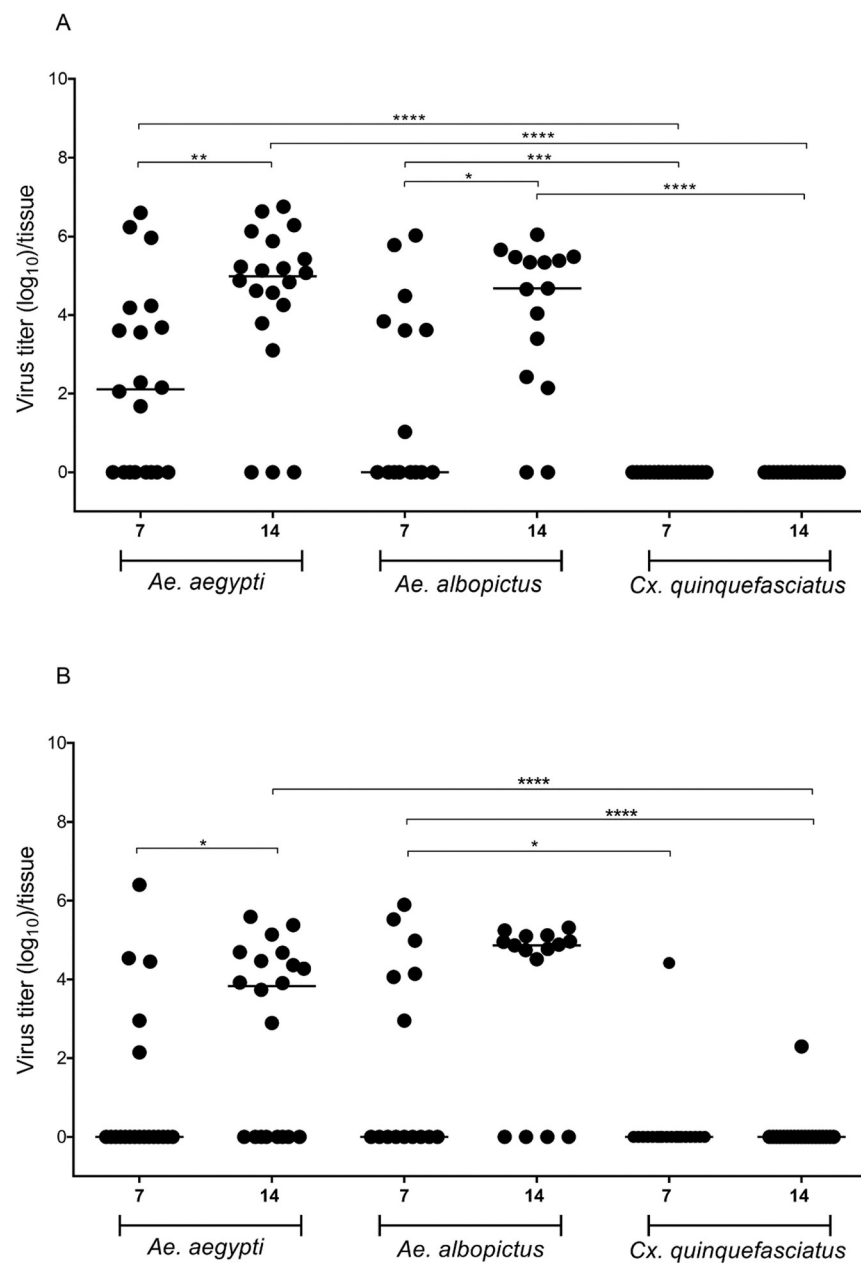 A
10
****
****
**
***
8
*
****
6
4
2
0
Virus titer (log10)/tissue
7 14 7 14 7 14
Ae. aegypti Ae. albopictus Cx. quinquefasciatus
B
10
****
****
8
*
*
6
4
2
0
Virus titer (log10)/tissue
7 14 7 14 7 14
Ae. aegypti Ae. albopictus Cx. quinquefasciatus